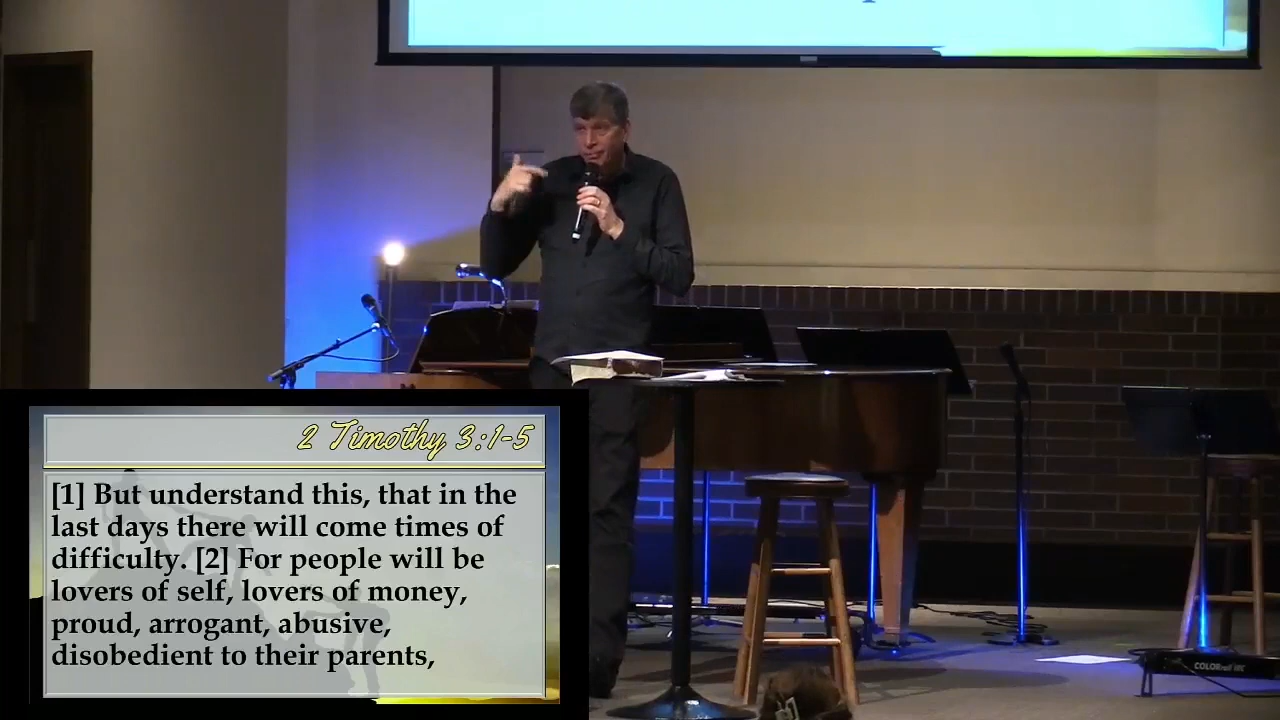 2 Timothy 3:1-5
[1] But understand this, that in the
last days there will come times of
difficulty. [2] For people will be
lovers of self, lovers of money,
proud, arrogant, abusive,
disobedient to their parents,